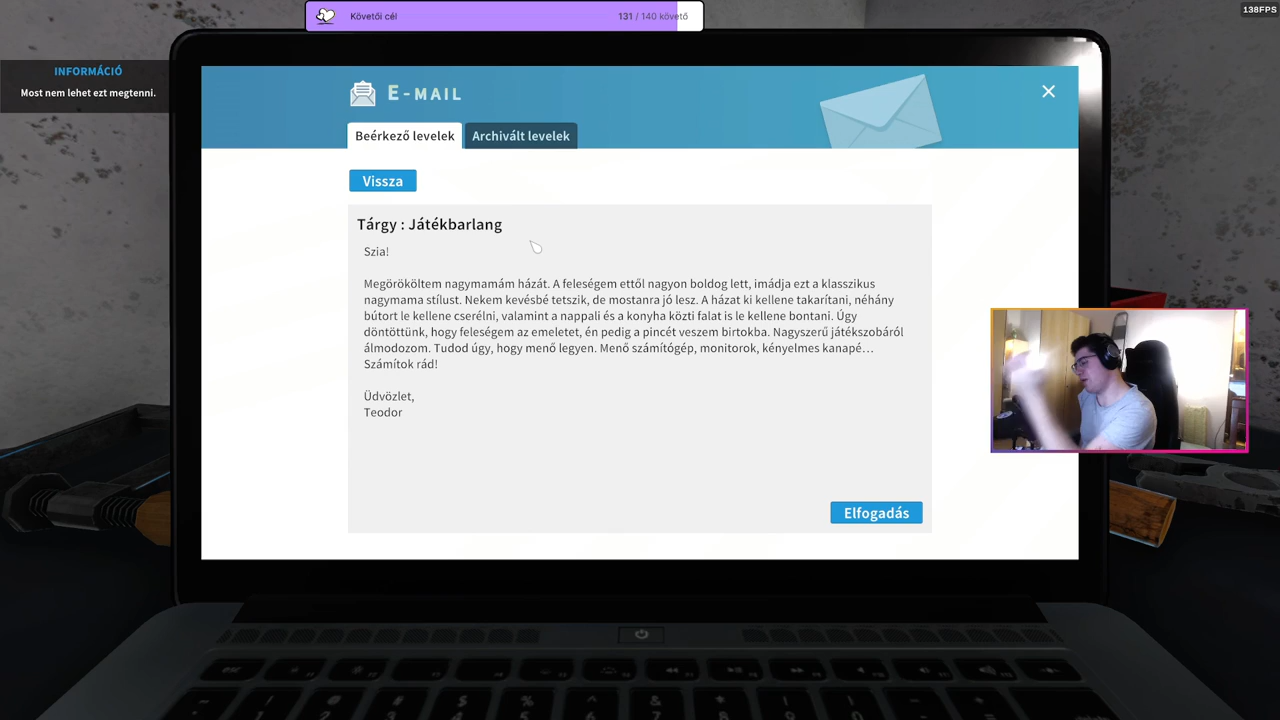 Követői cél
131 / 140 követő
138FPS
INFORMÁCIÓ
Most nem lehet ezt megtenni.
E-MAIL
Beérkező levelek
Archivált levelek
Vissza
Tárgy : Játékbarlang
Szia!
Megörököltem nagymamám házát. A feleségem ettől nagyon boldog lett, imádja ezt a klasszikus
nagymama stílust. Nekem kevésbé tetszik, de mostanra jó lesz. A házat ki kellene takarítani, néhány
bútort le kellene cserélni, valamint a nappali és a konyha közti falat is le kellene bontani. Úgy
döntöttünk, hogy feleségem az emeletet, én pedig a pincét veszem birtokba. Nagyszerű játékszobáról
álmodozom. Tudod úgy, hogy menő legyen. Menő számítógép, monitorok, kényelmes kanapé…
Számítok rád!
Üdvözlet,
Teodor
Elfogadás